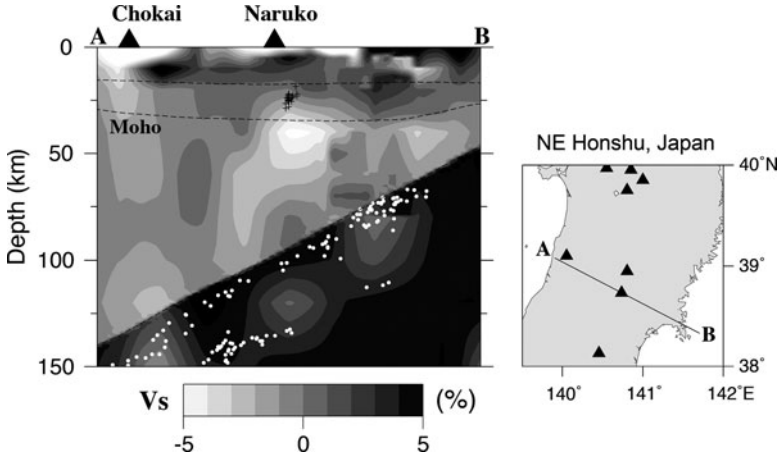 Chokai Naruko
A B
0
50
100
150
Depth (km)
Moho
Vs (%)
-5 0 5
NE Honshu, Japan
40˚N
39˚
38˚
140˚ 141˚ 142˚E
A
B